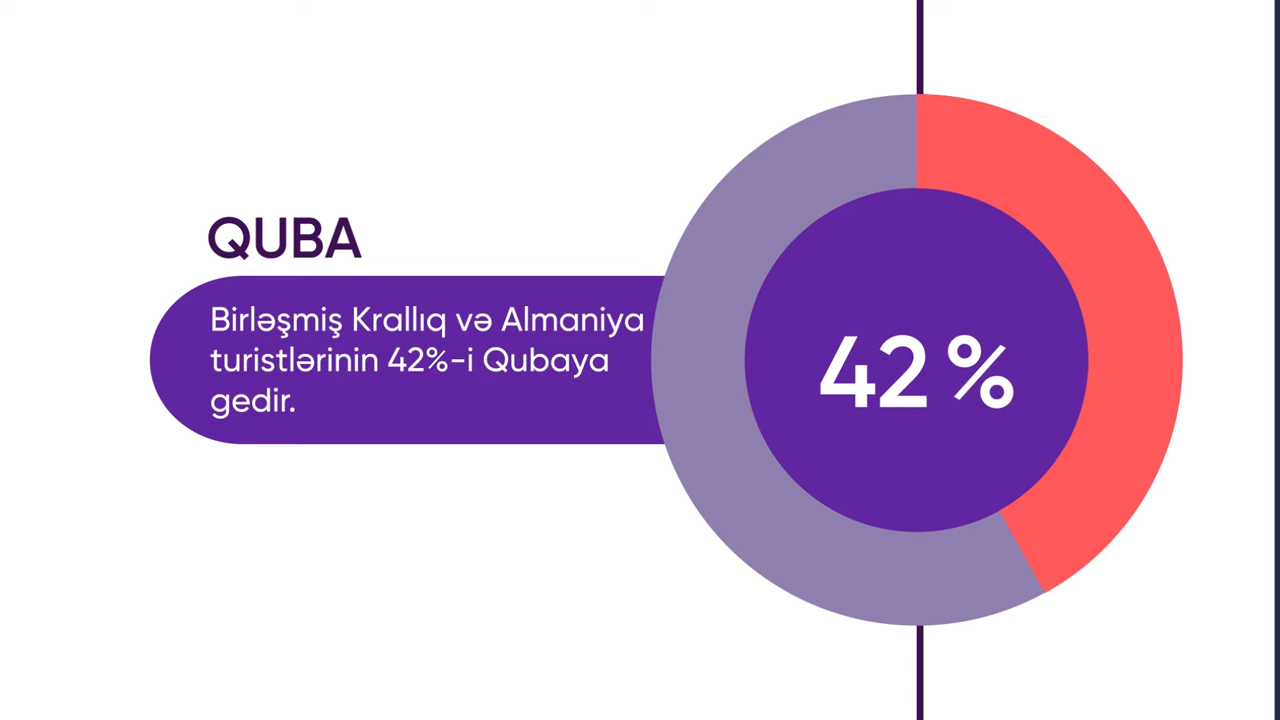 QUBA
Birləşmiş Krallıq və Almaniya
turistlərinin 42%-i Qubaya
gedir.
42 %